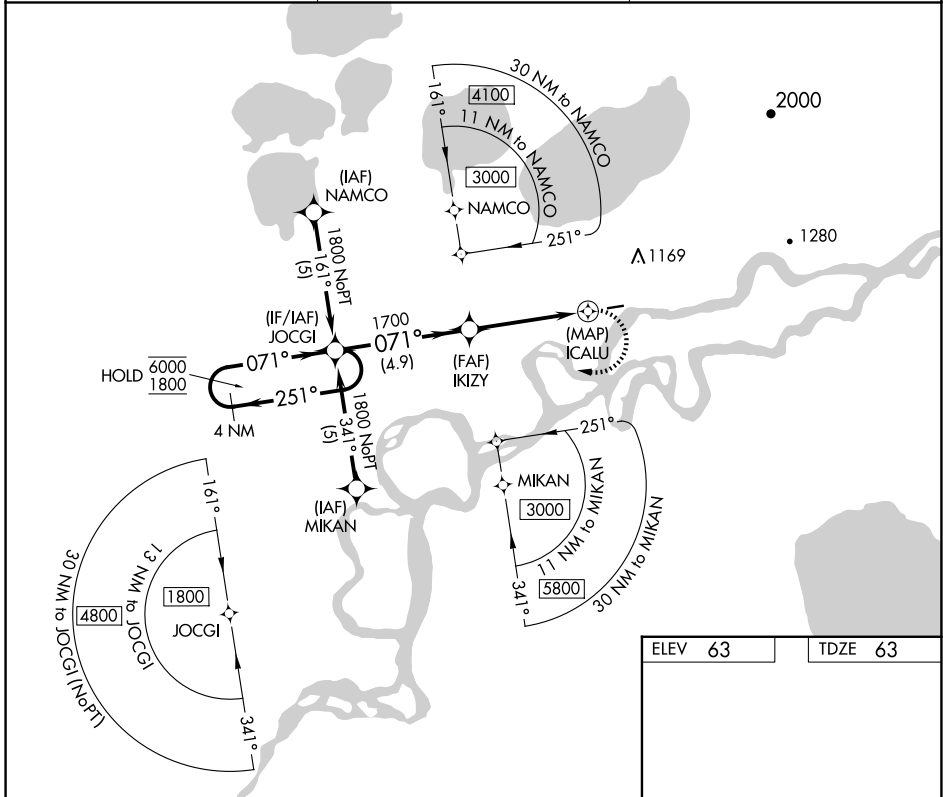 30 NM to NAMCO
161°
4100
11 NM to NAMCO
3000
NAMCO
251°
2000
1280
1169
(IAF)
NAMCO
1800 NoPT
161°
(5)
(IF/IAF)
JOCGI
1700
071°
(4.9)
(FAF)
IKIZY
(MAP)
ICALU
HOLD 6000
1800
071°
251°
4 NM
1800 NoPT
341°
(5)
(IAF)
MIKAN
251°
MIKAN
3000
11 NM to MIKAN
5800
341°
30 NM to MIKAN
161°
30 NM to JOCGI (NoPT)
4800
13 NM to JOCGI
1800
JOCGI
341°
ELEV 63
TDZE 63